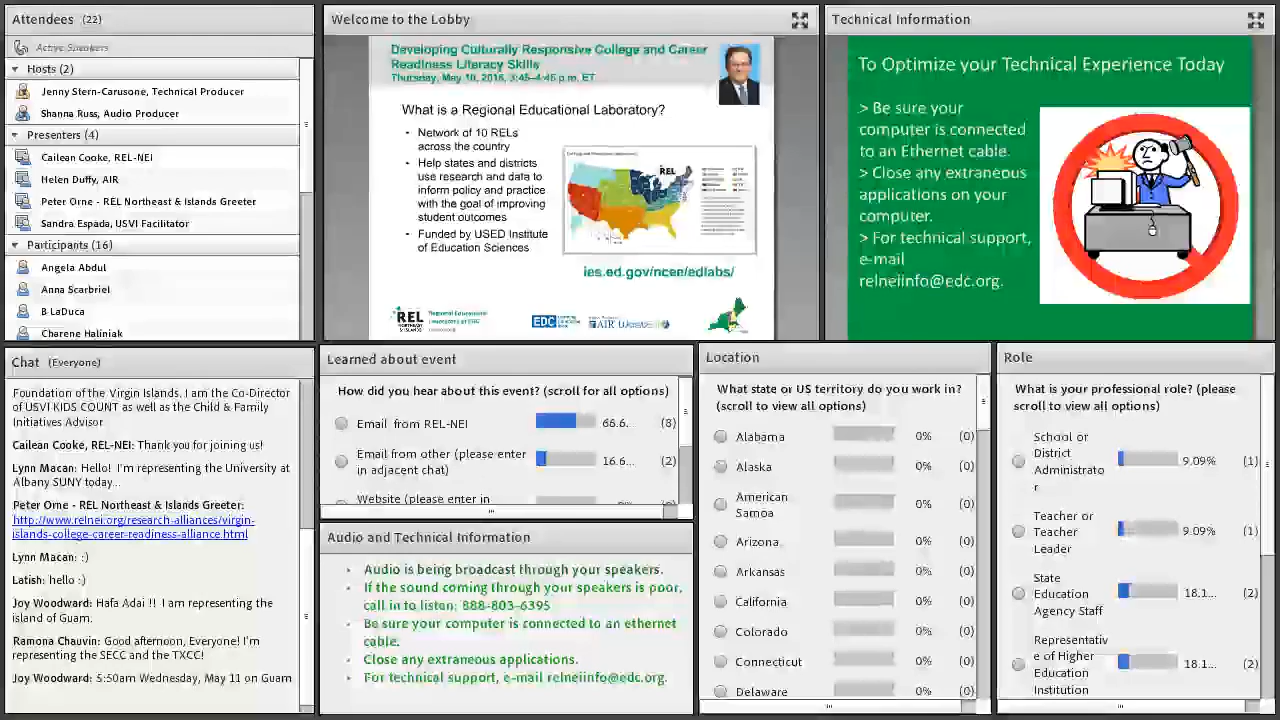 Attendees (22)
Active Speakers
Hosts (2)
Jenny Stern-Carusone, Technical Producer
Shanna Russ, Audio Producer
Presenters (4)
Cailean Cooke, REL-NEI
Helen Duffy, AIR
Peter Orne - REL Northeast & Islands Greeter
Sandra Espada, USVI Facilitator
Participants (16)
Angela Abdul
Anna Scarbriel
B LaDuca
Charene Haliniak
Welcome to the Lobby
Developing Culturally Responsive College and Career
Readiness Literacy Skills
Thursday, May 10, 2016, 3:45-4:45 p.m. ET
What is a Regional Educational Laboratory?
• Network of 10 RELs
across the country
• Help states and districts
use research and data to
inform policy and practice
with the goal of improving
student outcomes
• Funded by USED Institute
of Education Sciences
REL
ies.ed.gov/ncee/edlabs/
REL
NORTHEAST
& ISLANDS
Regional Educational
Laboratory at EDC
EDC
AIR
Technical Information
To Optimize your Technical Experience Today
> Be sure your
computer is connected
to an Ethernet cable.
> Close any extraneous
applications on your
computer.
> For technical support,
e-mail
relneiinfo@edc.org.
Chat (Everyone)
Foundation of the Virgin Islands. I am the Co-Director
of USVI KIDS COUNT as well as the Child & Family
Initiatives Advisor
Cailean Cooke, REL-NEI: Thank you for joining us!
Lynn Macan: Hello! I'm representing the University at
Albany SUNY today...
Peter Orne - REL Northeast & Islands Greeter:
http://www.relnei.org/research-alliances/virgin-
islands-college-career-readiness-alliance.html
Lynn Macan: :)
Latish: hello :)
Joy Woodward: Hafa Adai !! I am representing the
island of Guam.
Ramona Chauvin: Good afternoon, Everyone! I'm
representing the SECC and the TXCC!
Joy Woodward: 5:50am Wednesday, May 11 on Guam
Learned about event
How did you hear about this event? (scroll for all options)
Email from REL-NEI 66.6... (8)
Email from other (please enter
in adjacent chat) 16.6... (2)
Website (please enter in
Audio and Technical Information
• Audio is being broadcast through your speakers.
• If the sound coming through your speakers is poor,
call in to listen: 888-803-6395
• Be sure your computer is connected to an ethernet
cable.
• Close any extraneous applications.
• For technical support, e-mail relneiinfo@edc.org.
Location
What state or US territory do you work in?
(scroll to view all options)
Alabama 0% (0)
Alaska 0% (0)
American
Samoa 0% (0)
Arizona 0% (0)
Arkansas 0% (0)
California 0% (0)
Colorado 0% (0)
Connecticut 0% (0)
Delaware 0% (0)
Role
What is your professional role? (please
scroll to view all options)
School or
District
Administrato
r 9.09% (1)
Teacher or
Teacher
Leader 9.09% (1)
State
Education
Agency Staff 18.1... (2)
Representativ
e of Higher
Education
Institution 18.1... (2)